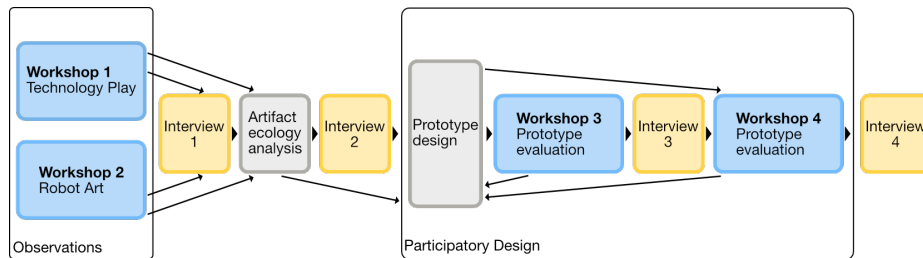 Workshop 1
Technology Play
Workshop 2
Robot Art
Observations
Interview
1
Artifact
ecology
analysis
Interview
2
Prototype
design
Workshop 3
Prototype
evaluation
Interview
3
Workshop 4
Prototype
evaluation
Participatory Design
Interview
4